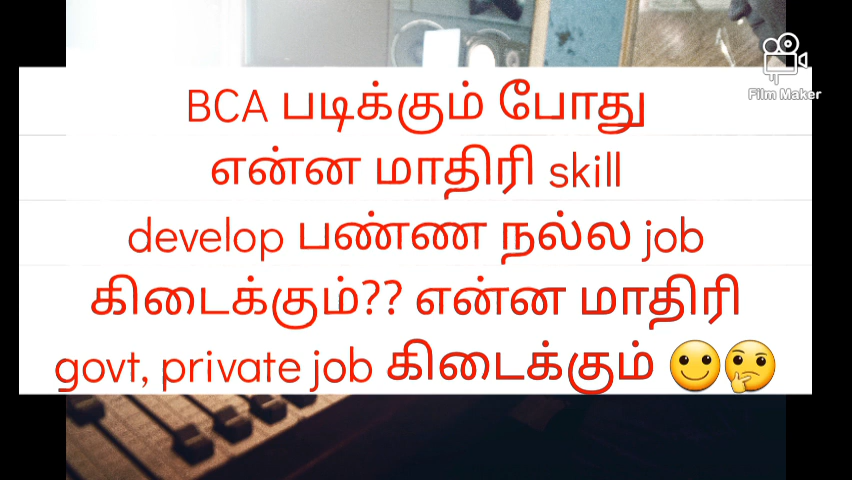 BCA படிக்கும் போது
என்ன மாதிரி skill
develop பண்ண நல்ல job
கிடைக்கும்?? என்ன மாதிரி
govt, private job கிடைக்கும் 🙂🤔
Film Maker